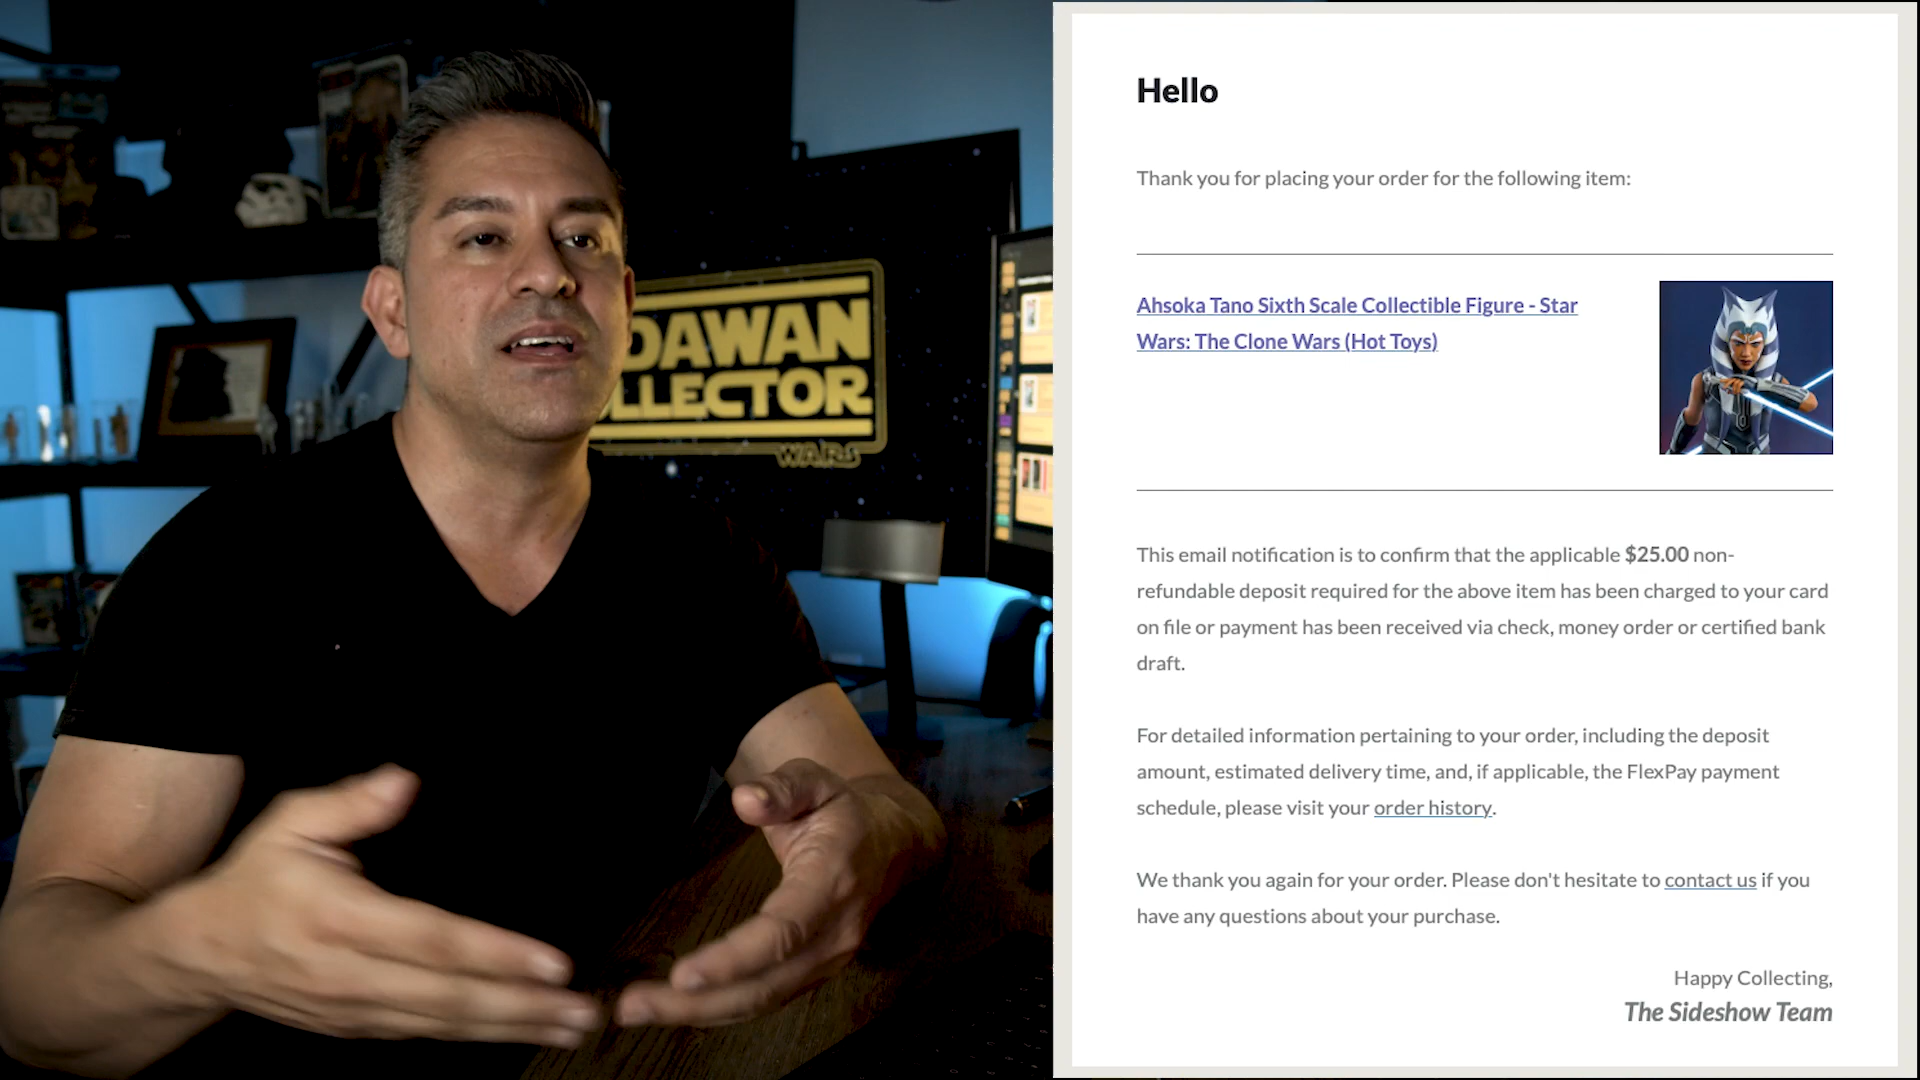 DAWAN
LLECTOR
WARS
Hello
Thank you for placing your order for the following item:
Ahsoka Tano Sixth Scale Collectible Figure - Star
Wars: The Clone Wars (Hot Toys)
This email notification is to confirm that the applicable $25.00 non-
refundable deposit required for the above item has been charged to your card
on file or payment has been received via check, money order or certified bank
draft.
For detailed information pertaining to your order, including the deposit
amount, estimated delivery time, and, if applicable, the FlexPay payment
schedule, please visit your order history.
We thank you again for your order. Please don't hesitate to contact us if you
have any questions about your purchase.
Happy Collecting,
The Sideshow Team